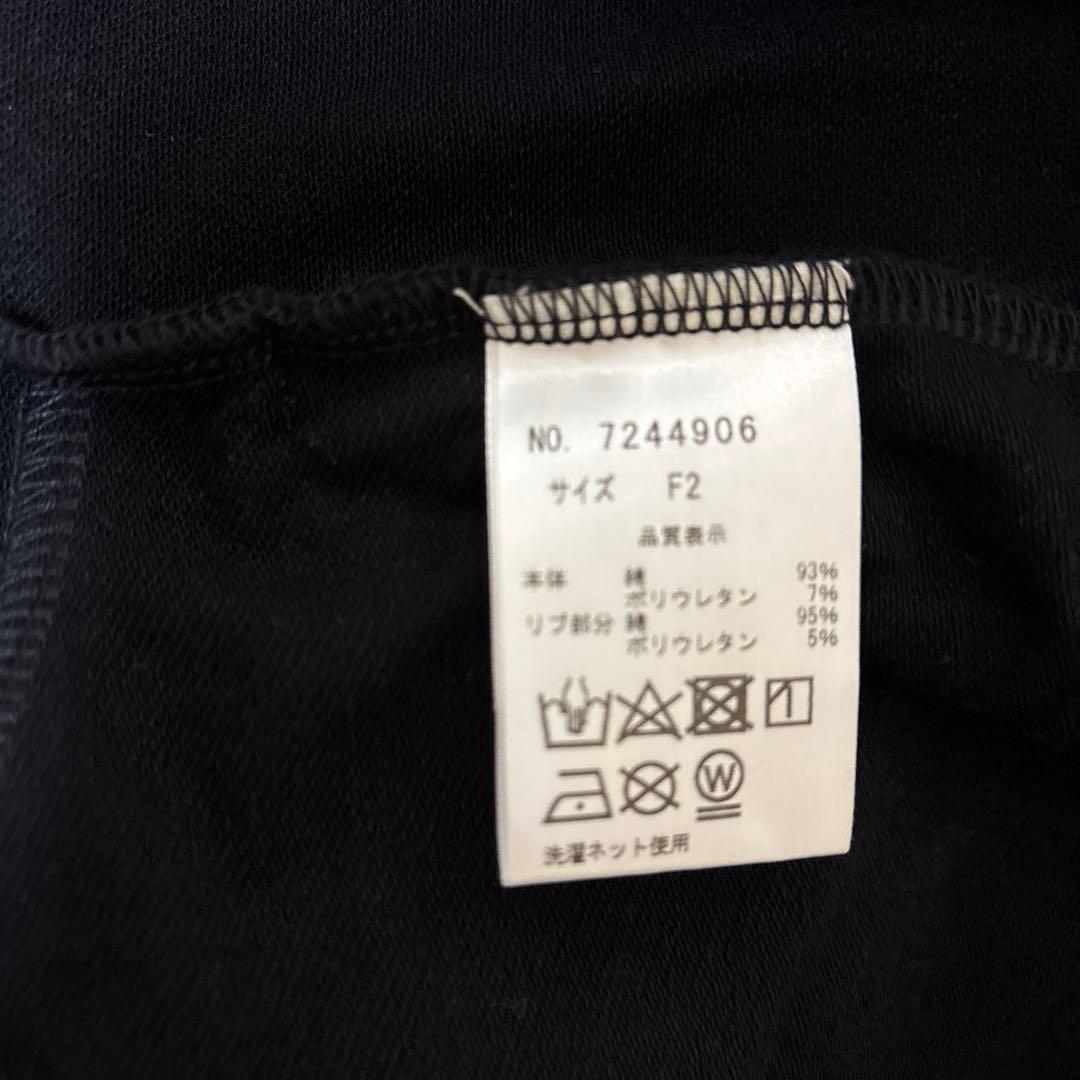 NO. 7244906
サイズ F2
品質表示
本体 綿 93%
ポリウレタン 7%
リブ部分 綿 95%
ポリウレタン 5%
W
洗濯ネット使用